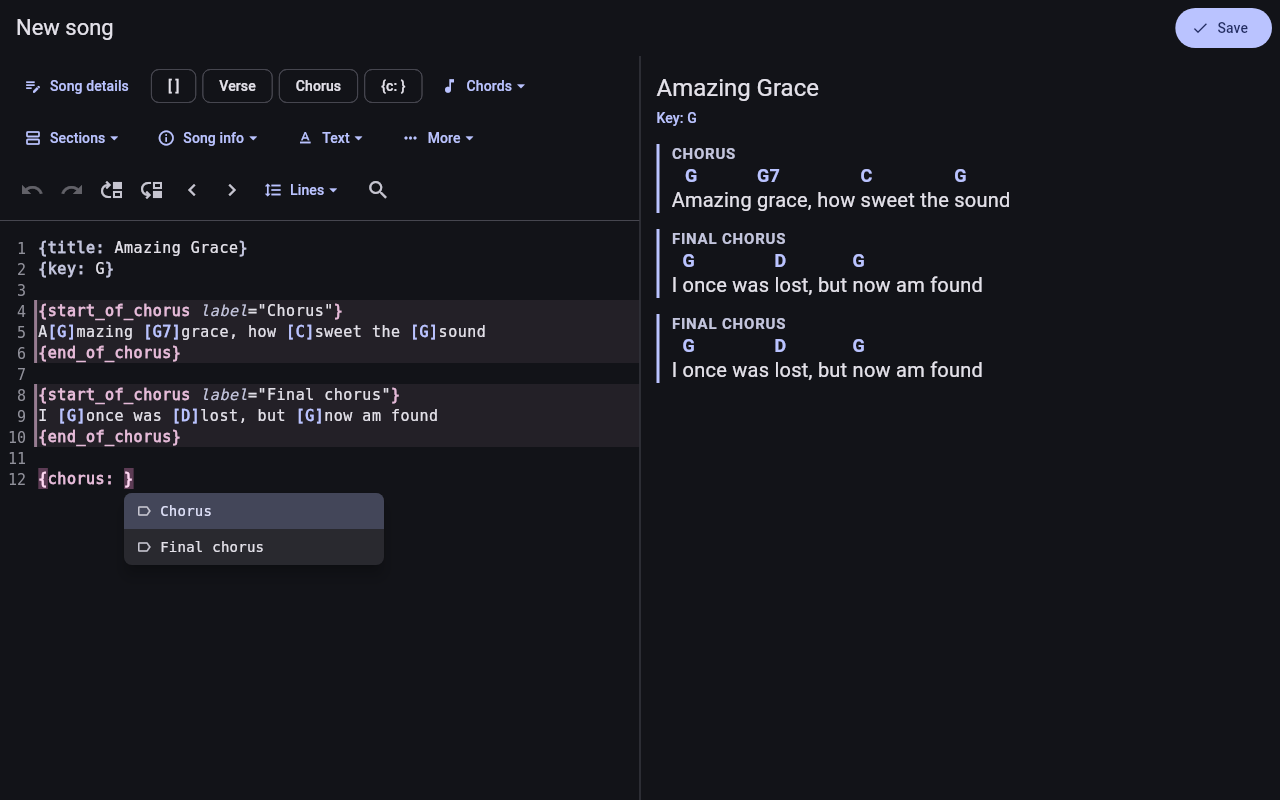 New song
Save
Song details
[ ]
Verse
Chorus
{c: }
Chords
Sections
Song info
Text
More
Lines
1 {title: Amazing Grace}
2 {key: G}
3
4 {start_of_chorus label="Chorus"}
5 A[G]mazing [G7]grace, how [C]sweet the [G]sound
6 {end_of_chorus}
7
8 {start_of_chorus label="Final chorus"}
9 I [G]once was [D]lost, but [G]now am found
10 {end_of_chorus}
11
12 {chorus: }
Chorus
Final chorus
Amazing Grace
Key: G
CHORUS
G G7 C G
Amazing grace, how sweet the sound
FINAL CHORUS
G D G
I once was lost, but now am found
FINAL CHORUS
G D G
I once was lost, but now am found